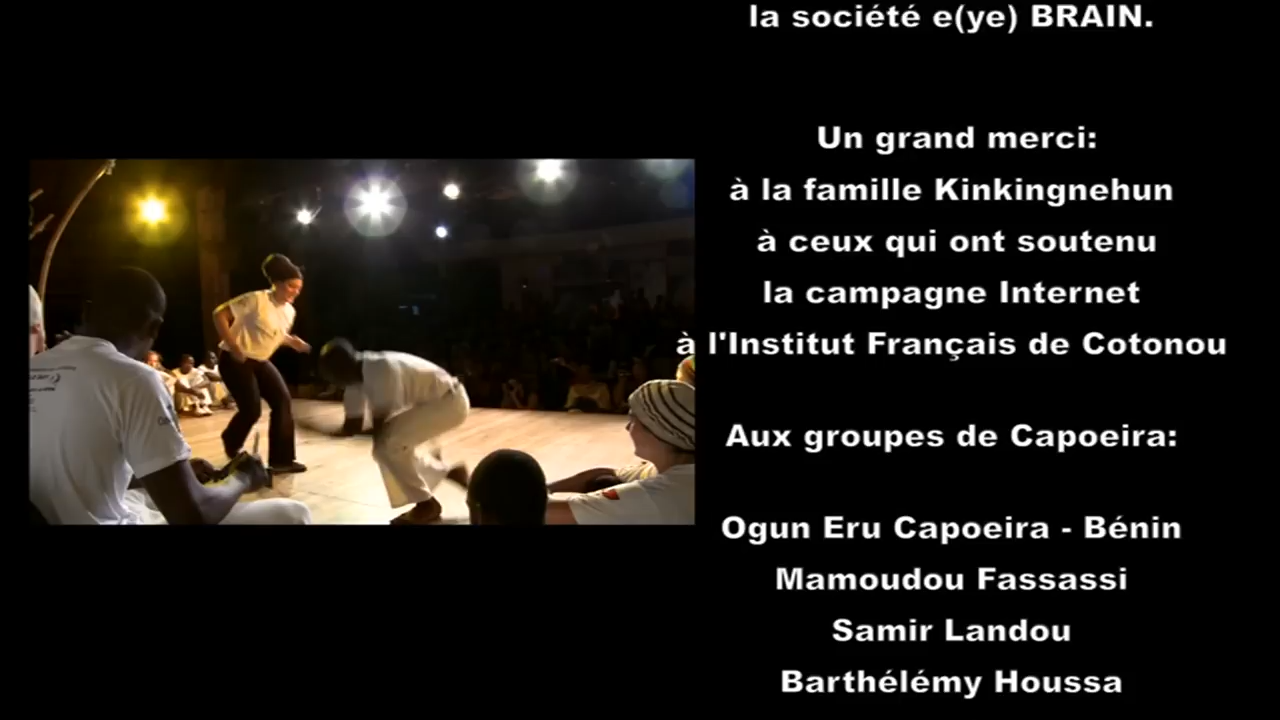 la société e(ye) BRAIN.
Un grand merci:
à la famille Kinkingnehun
à ceux qui ont soutenu
la campagne Internet
à l'Institut Français de Cotonou
Aux groupes de Capoeira:
Ogun Eru Capoeira - Bénin
Mamoudou Fassassi
Samir Landou
Barthélémy Houssa